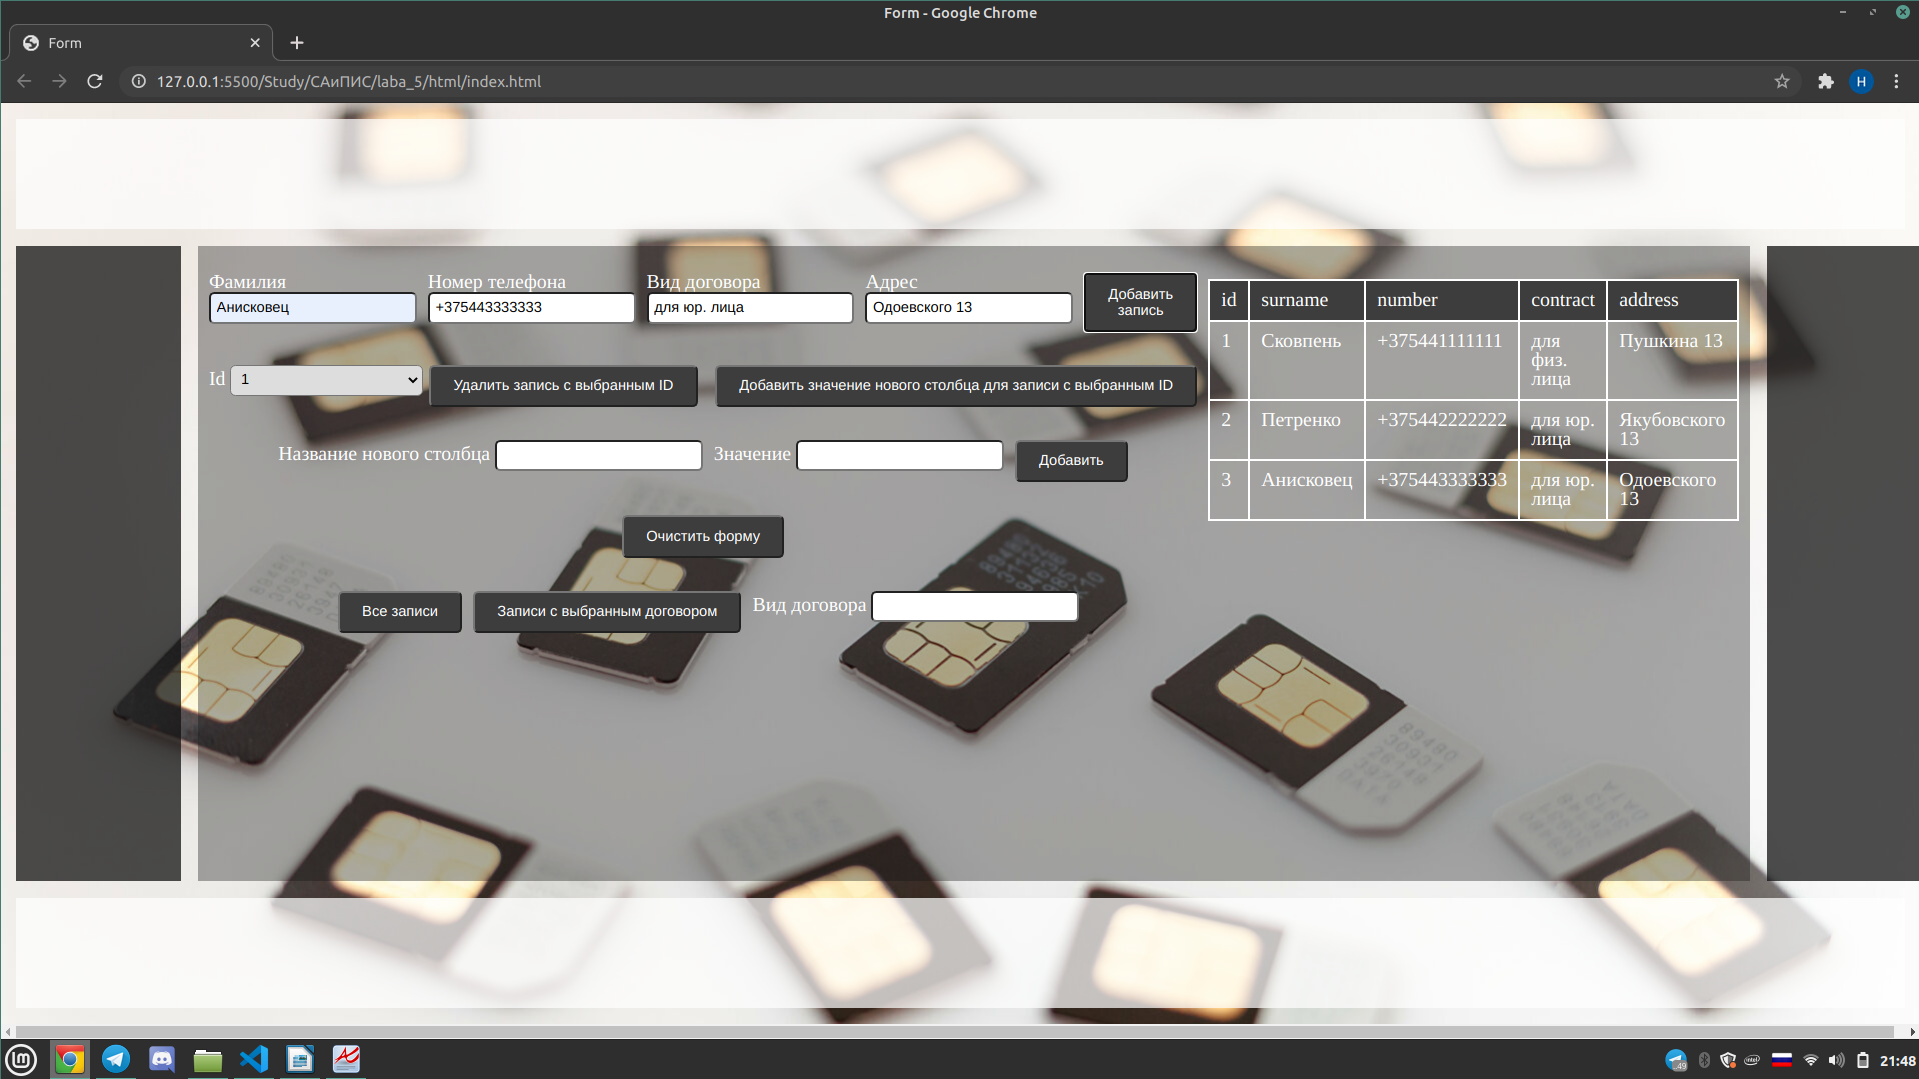 Form - Google Chrome
Form
127.0.0.1:5500/Study/САиПИС/laba_5/html/index.html
H
Фамилия Номер телефона Вид договора Адрес
Анисковец +375443333333 для юр. лица Одоевского 13
Добавить
запись
Id 1 Удалить запись с выбранным ID Добавить значение нового столбца для записи с выбранным ID
Название нового столбца Значение Добавить
Очистить форму
Все записи Записи с выбранным договором Вид договора
id surname number contract address
1 Сковпень +375441111111 для Пушкина 13
физ.
лица
2 Петренко +375442222222 для юр. Якубовского
лица 13
3 Анисковец +375443333333 для юр. Одоевского
лица 13
49
21:48